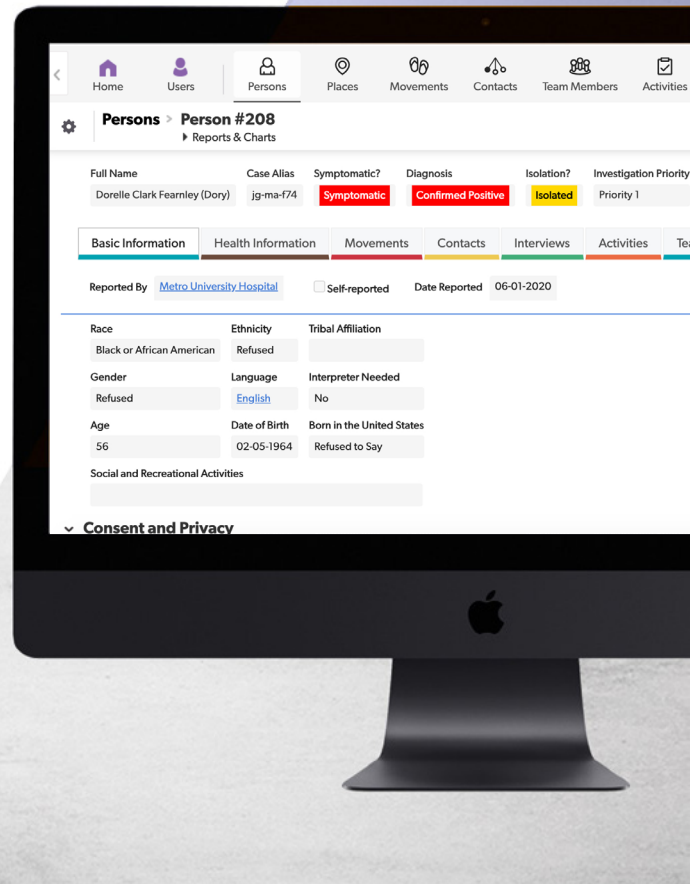 Home Users Persons Places Movements Contacts Team Members Activities
Persons > Person #208
Reports & Charts
Full Name Case Alias Symptomatic? Diagnosis Isolation? Investigation Priority
Dorelle Clark Fearnley (Dory) jg-ma-f74 Symptomatic Confirmed Positive Isolated Priority 1
Basic Information Health Information Movements Contacts Interviews Activities Tea
Reported By Metro University Hospital Self-reported Date Reported 06-01-2020
Race Ethnicity Tribal Affiliation
Black or African American Refused
Gender Language Interpreter Needed
Refused English No
Age Date of Birth Born in the United States
56 02-05-1964 Refused to Say
Social and Recreational Activities
Consent and Privacy